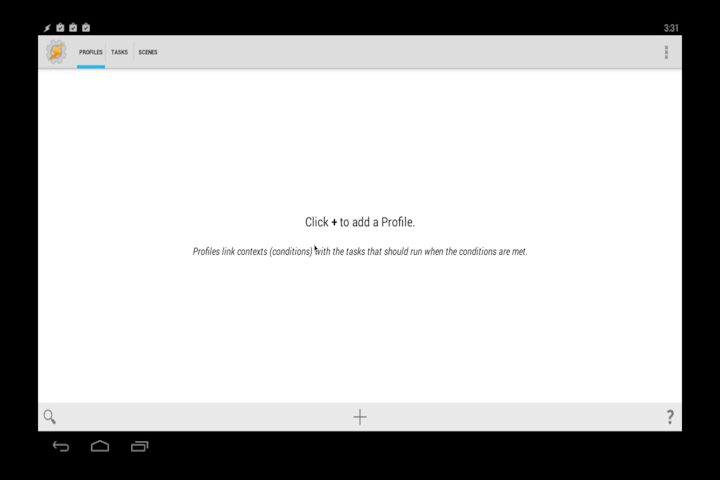 3:31
PROFILES TASKS SCENES
Click + to add a Profile.
Profiles link contexts (conditions) with the tasks that should run when the conditions are met.
?